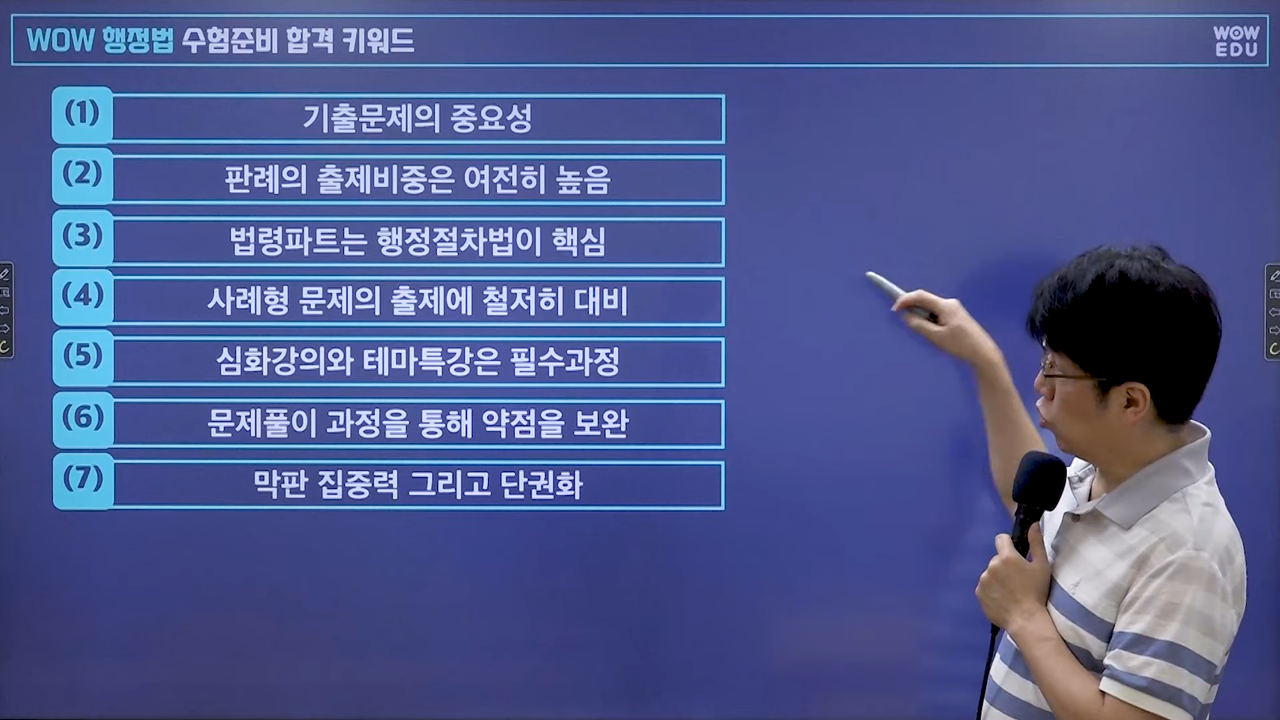 WOW 행정법 수험준비 합격 키워드
WOW
EDU
(1) 기출문제의 중요성
(2) 판례의 출제비중은 여전히 높음
(3) 법령파트는 행정절차법이 핵심
(4) 사례형 문제의 출제에 철저히 대비
(5) 심화강의와 테마특강은 필수과정
(6) 문제풀이 과정을 통해 약점을 보완
(7) 막판 집중력 그리고 단권화